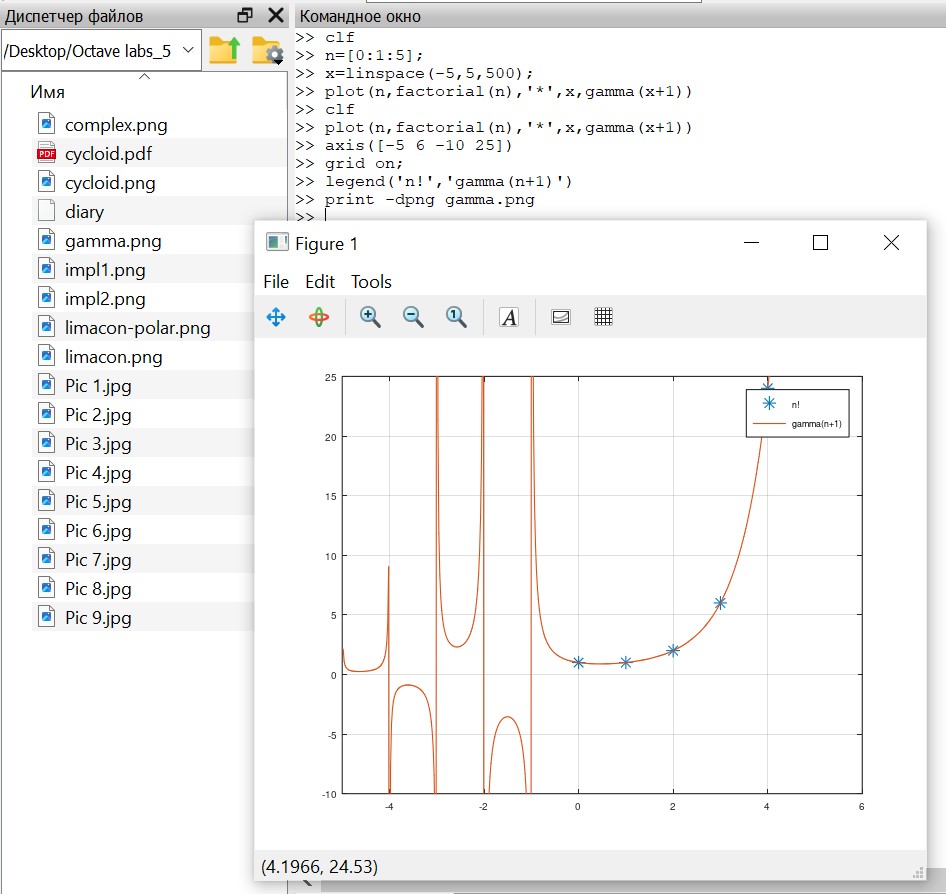 Диспетчер файлов
/Desktop/Octave labs_5
Имя
complex.png
cycloid.pdf
cycloid.png
diary
gamma.png
impl1.png
impl2.png
limacon-polar.png
limacon.png
Pic 1.jpg
Pic 2.jpg
Pic 3.jpg
Pic 4.jpg
Pic 5.jpg
Pic 6.jpg
Pic 7.jpg
Pic 8.jpg
Pic 9.jpg
Командное окно
>> clf
>> n=[0:1:5];
>> x=linspace(-5,5,500);
>> plot(n,factorial(n),'*',x,gamma(x+1))
>> clf
>> plot(n,factorial(n),'*',x,gamma(x+1))
>> axis([-5 6 -10 25])
>> grid on;
>> legend('n!','gamma(n+1)')
>> print -dpng gamma.png
>>
Figure 1
File Edit Tools
25
20
15
10
5
0
-5
-10
-4 -2 0 2 4 6
n!
gamma(n+1)
(4.1966, 24.53)